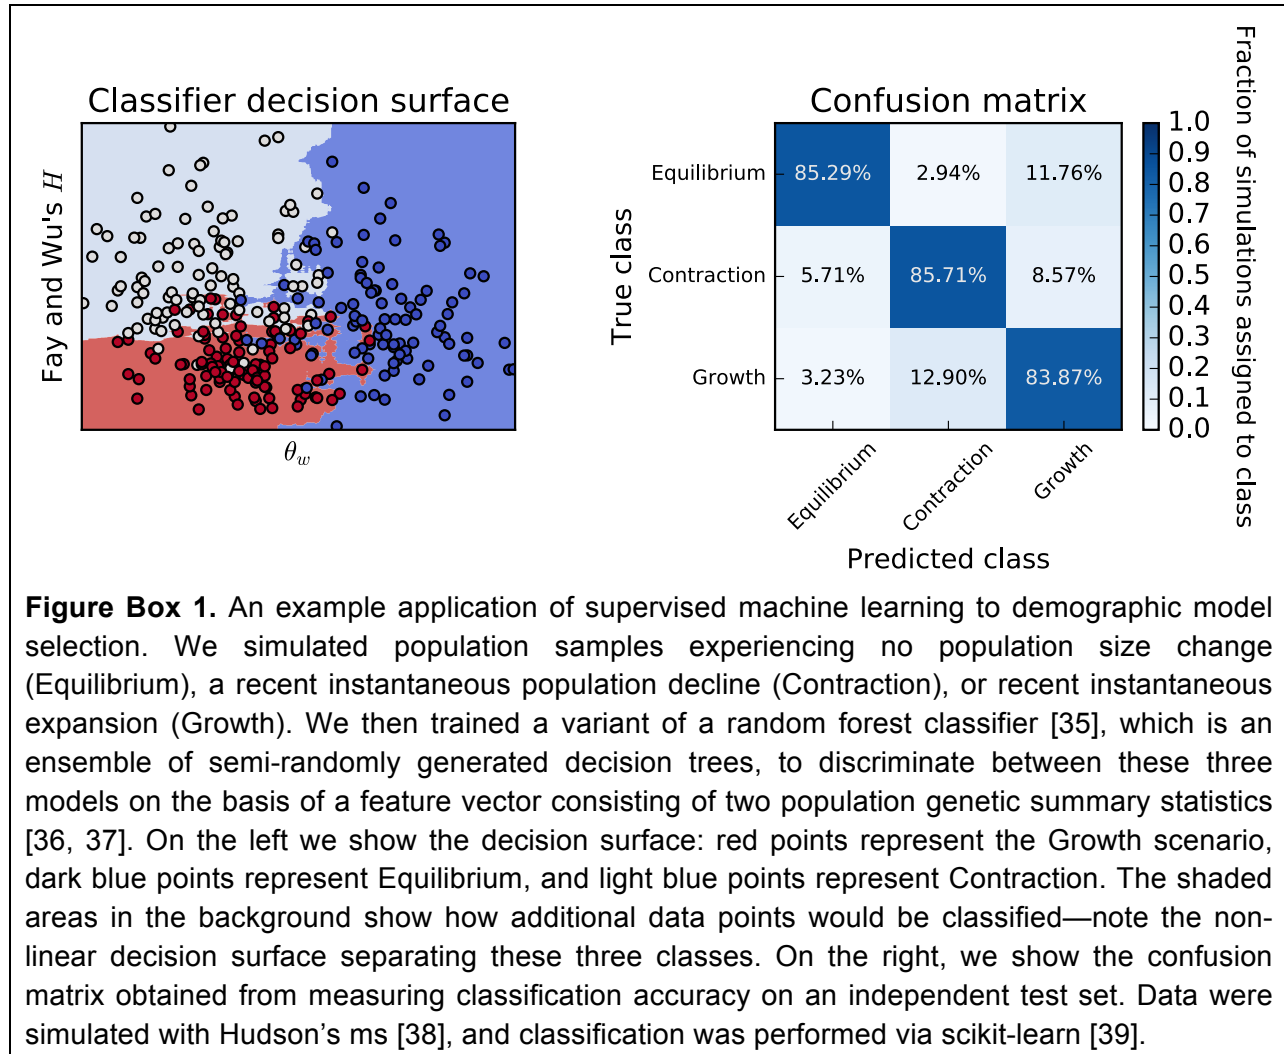 Classifier decision surface
Fay and Wu's H
θw
Confusion matrix
True class
Equilibrium
Contraction
Growth
85.29% 2.94% 11.76%
5.71% 85.71% 8.57%
3.23% 12.90% 83.87%
Equilibrium
Contraction
Growth
Predicted class
1.0
0.9
0.8
0.7
0.6
0.5
0.4
0.3
0.2
0.1
0.0
Fraction of simulations assigned to class
Figure Box 1. An example application of supervised machine learning to demographic model
selection. We simulated population samples experiencing no population size change
(Equilibrium), a recent instantaneous population decline (Contraction), or recent instantaneous
expansion (Growth). We then trained a variant of a random forest classifier [35], which is an
ensemble of semi-randomly generated decision trees, to discriminate between these three
models on the basis of a feature vector consisting of two population genetic summary statistics
[36, 37]. On the left we show the decision surface: red points represent the Growth scenario,
dark blue points represent Equilibrium, and light blue points represent Contraction. The shaded
areas in the background show how additional data points would be classified—note the non-
linear decision surface separating these three classes. On the right, we show the confusion
matrix obtained from measuring classification accuracy on an independent test set. Data were
simulated with Hudson’s ms [38], and classification was performed via scikit-learn [39].